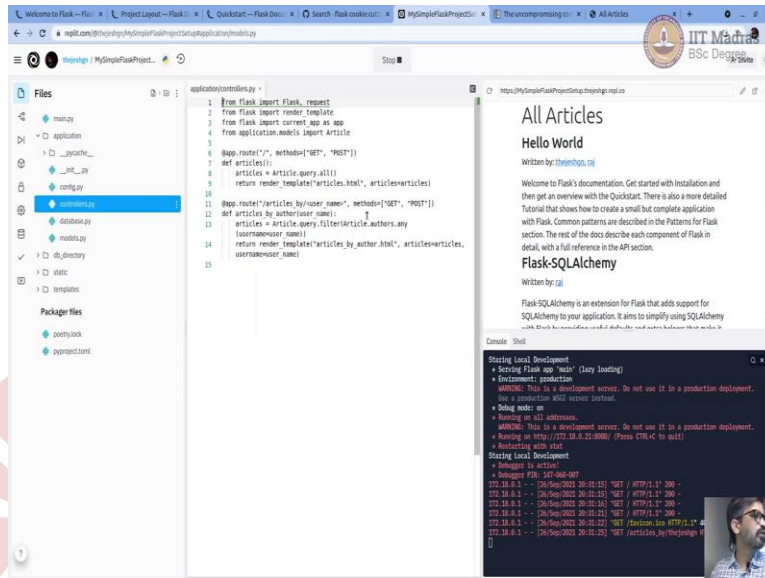 Welcome to Flask — Flas
Project Layout — Flask D
Quickstart — Flask Docu
Search · flask cookie cutt
MySimpleFlaskProjectSet
The uncompromising co
All Articles
replit.com/@thejeshgn/MySimpleFlaskProjectSetup#application/models.py
IIT Madras
BSc Degree
Invite
thejeshgn / MySimpleFlaskProject...
Stop
Files
main.py
application
__pycache__
__init__.py
config.py
controllers.py
database.py
models.py
db_directory
static
templates
Packager files
poetry.lock
pyproject.toml
application/controllers.py
1 from flask import Flask, request
2 from flask import render_template
3 from flask import current_app as app
4 from application.models import Article
5
6 @app.route("/", methods=["GET", "POST"])
7 def articles():
8 articles = Article.query.all()
9 return render_template("articles.html", articles=articles)
10
11 @app.route("/articles_by/<user_name>", methods=["GET", "POST"])
12 def articles_by_author(user_name):
13 articles = Article.query.filter(Article.authors.any
(username=user_name))
14 return render_template("articles_by_author.html", articles=articles,
username=user_name)
15
https://MySimpleFlaskProjectSetup.thejeshgn.repl.co
All Articles
Hello World
Written by: thejeshgn, raj
Welcome to Flask's documentation. Get started with Installation and
then get an overview with the Quickstart. There is also a more detailed
Tutorial that shows how to create a small but complete application
with Flask. Common patterns are described in the Patterns for Flask
section. The rest of the docs describe each component of Flask in
detail, with a full reference in the API section.
Flask-SQLAlchemy
Written by: raj
Flask-SQLAlchemy is an extension for Flask that adds support for
SQLAlchemy to your application. It aims to simplify using SQLAlchemy
with Flask by providing useful defaults and extra helpers that make it
Console Shell
Staring Local Development
* Serving Flask app 'main' (lazy loading)
* Environment: production
WARNING: This is a development server. Do not use it in a production deployment.
Use a production WSGI server instead.
* Debug mode: on
* Running on all addresses.
WARNING: This is a development server. Do not use it in a production deployment.
* Running on http://172.18.0.21:8080/ (Press CTRL+C to quit)
* Restarting with stat
Staring Local Development
* Debugger is active!
* Debugger PIN: 147-068-007
172.18.0.1 - - [26/Sep/2021 20:31:15] "GET / HTTP/1.1" 200 -
172.18.0.1 - - [26/Sep/2021 20:31:15] "GET / HTTP/1.1" 200 -
172.18.0.1 - - [26/Sep/2021 20:31:16] "GET / HTTP/1.1" 200 -
172.18.0.1 - - [26/Sep/2021 20:31:21] "GET / HTTP/1.1" 200 -
172.18.0.1 - - [26/Sep/2021 20:31:22] "GET /favicon.ico HTTP/1.1" 4
172.18.0.1 - - [26/Sep/2021 20:31:25] "GET /articles_by/thejeshgn H